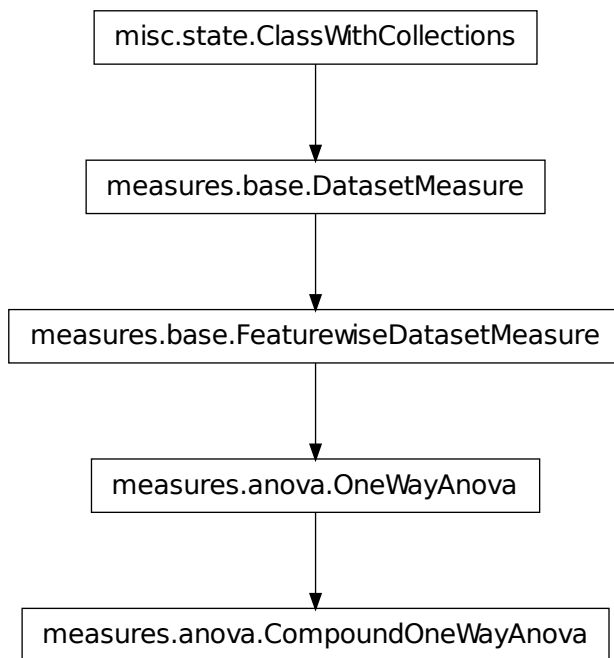 misc.state.ClassWithCollections
measures.base.DatasetMeasure
measures.base.FeaturewiseDatasetMeasure
measures.anova.OneWayAnova
measures.anova.CompoundOneWayAnova